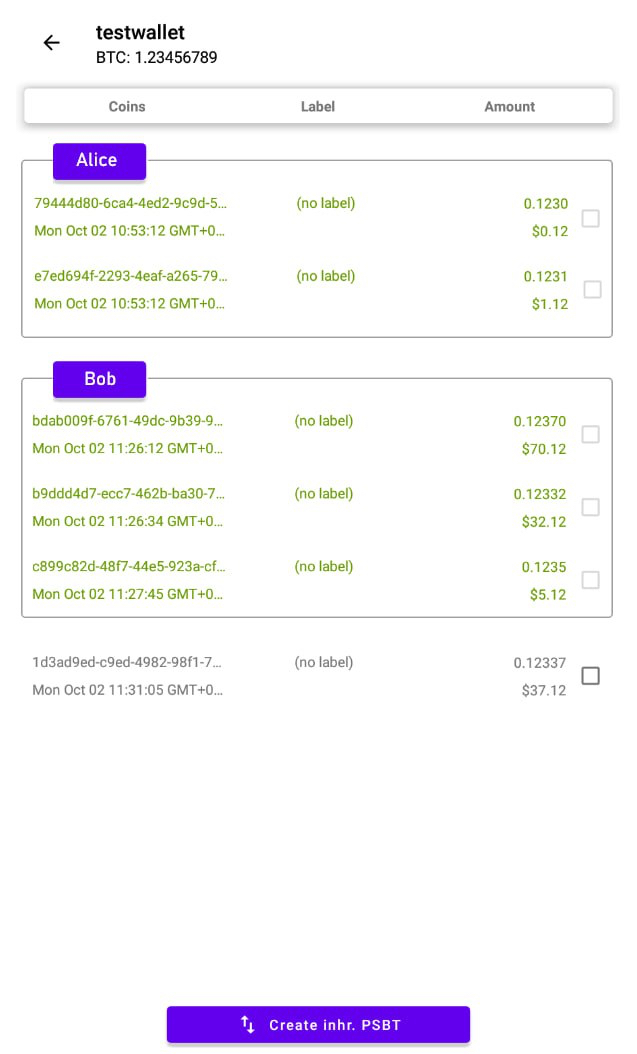 testwallet
BTC: 1.23456789
Coins Label Amount
Alice
79444d80-6ca4-4ed2-9c9d-5... (no label) 0.1230
Mon Oct 02 10:53:12 GMT+0... $0.12
e7ed694f-2293-4eaf-a265-79... (no label) 0.1231
Mon Oct 02 10:53:12 GMT+0... $1.12
Bob
bdab009f-6761-49dc-9b39-9... (no label) 0.12370
Mon Oct 02 11:26:12 GMT+0... $70.12
b9ddd4d7-ecc7-462b-ba30-7... (no label) 0.12332
Mon Oct 02 11:26:34 GMT+0... $32.12
c899c82d-48f7-44e5-923a-cf... (no label) 0.1235
Mon Oct 02 11:27:45 GMT+0... $5.12
1d3ad9ed-c9ed-4982-98f1-7... (no label) 0.12337
Mon Oct 02 11:31:05 GMT+0... $37.12
Create inhr. PSBT